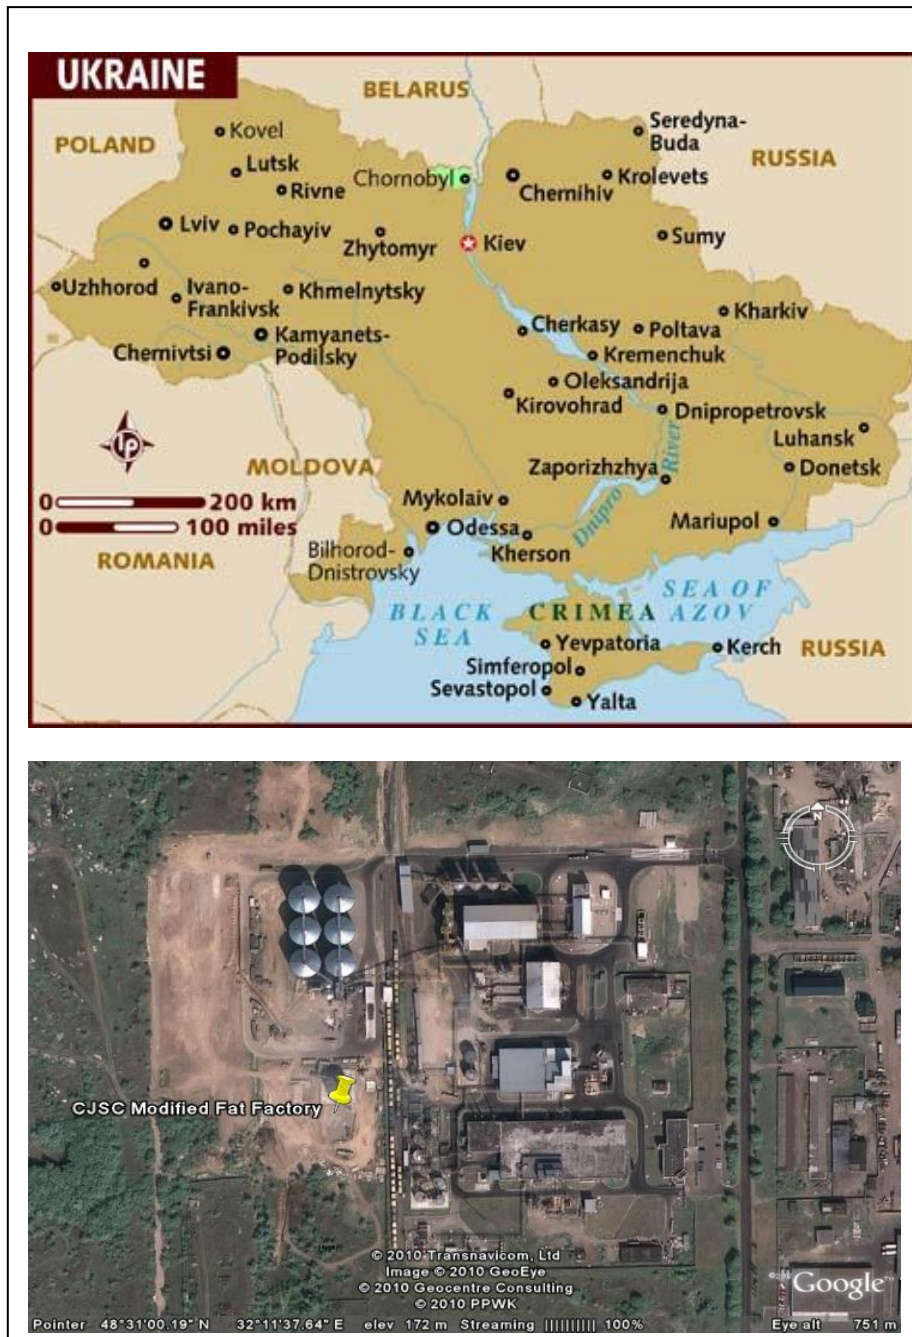 UKRAINE
BELARUS
POLAND
RUSSIA
Kovel
Seredyna-
Buda
Lutsk
Rivne
Chornobyl
Chernihiv
Krolevets
Lviv
Pochayiv
Zhytomyr
Kiev
Sumy
Uzhhorod
Ivano-
Frankivsk
Khmelnytsky
Kharkiv
Cherkasy
Poltava
Kamyanets-
Podilsky
Chernivtsi
Kremenchuk
Oleksandrija
Kirovohrad
Dnipropetrovsk
Luhansk
Dnipro River
lp
MOLDOVA
Zaporizhzhya
Donetsk
0 200 km
0 100 miles
Mykolaiv
Odessa
Kherson
Mariupol
ROMANIA
Bilhorod-
Dnistrovsky
BLACK
SEA
CRIMEA
SEA OF
AZOV
Yevpatoria
Kerch
RUSSIA
Simferopol
Sevastopol
Yalta
N
CJSC Modified Fat Factory
© 2010 Transnavicom, Ltd
Image © 2010 GeoEye
© 2010 Geocentre Consulting
© 2010 PPWK
Google
Pointer 48°31'00.19" N 32°11'37.64" E elev 172 m Streaming |||||||||| 100% Eye alt 751 m